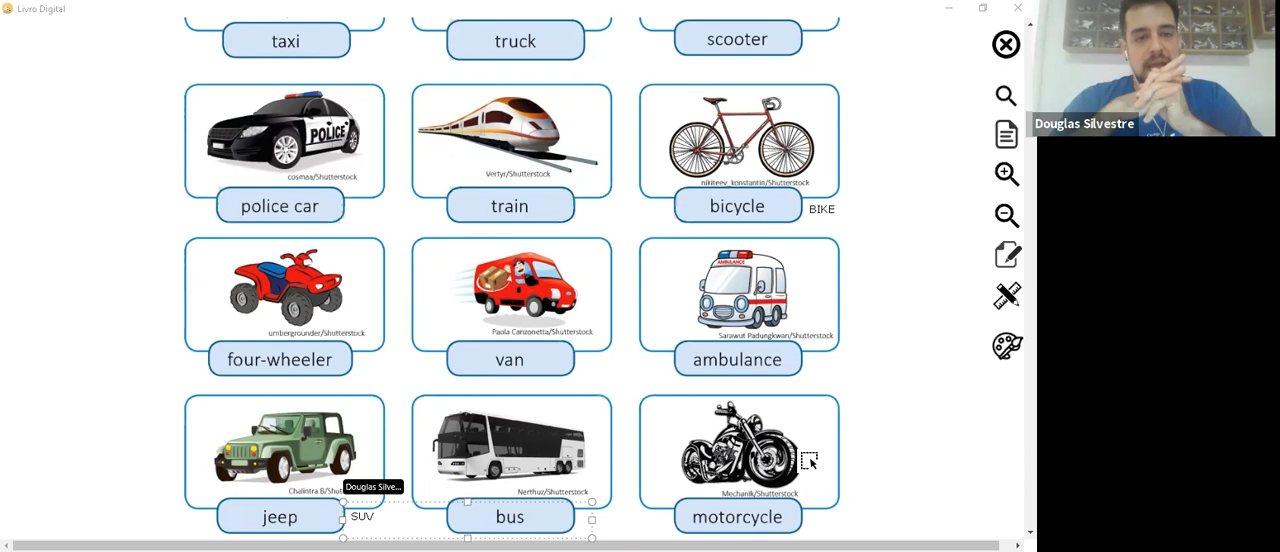 Livro Digital
taxi truck scooter
Douglas Silvestre
POLICE
cosmaa/Shutterstock Vertyr/Shutterstock nikiteev_konstantin/Shutterstock
police car train bicycle BIKE
AMBULANCE
umbergrounder/Shutterstock Paola Canzonetta/Shutterstock Sarawut Padungkwan/Shutterstock
four-wheeler van ambulance
Chalintra B/Shut Nerthuz/Shutterstock Mechanik/Shutterstock
Douglas Silve...
jeep SUV bus motorcycle